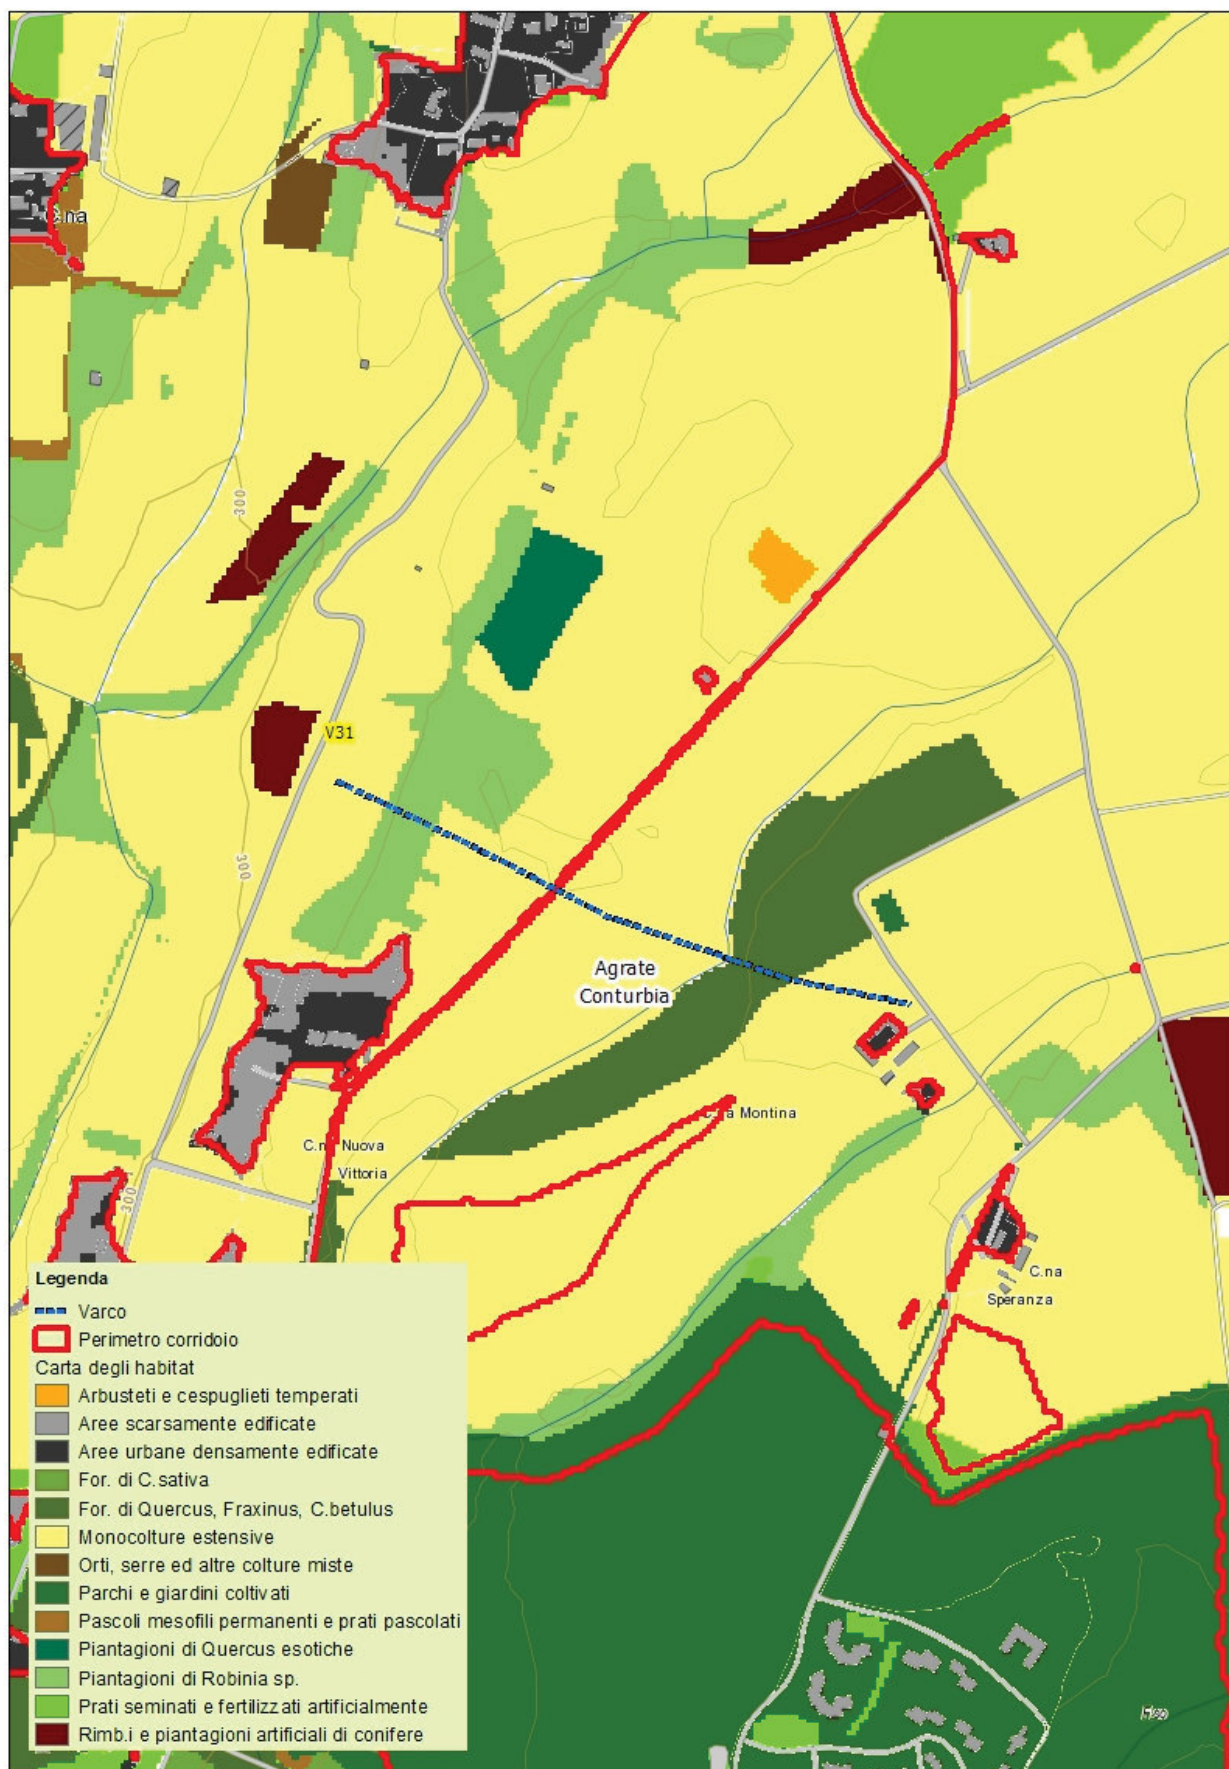 C.na
300
V31
300
Agrate
Conturbia
C.na Montina
C.na Nuova
Vittoria
300
C.na
Speranza
Legenda
Varco
Perimetro corridoio
Carta degli habitat
Arbusteti e cespuglieti temperati
Aree scarsamente edificate
Aree urbane densamente edificate
For. di C.sativa
For. di Quercus, Fraxinus, C.betulus
Monocolture estensive
Orti, serre ed altre colture miste
Parchi e giardini coltivati
Pascoli mesofili permanenti e prati pascolati
Piantagioni di Quercus esotiche
Piantagioni di Robinia sp.
Prati seminati e fertilizzati artificialmente
Rimb.i e piantagioni artificiali di conifere